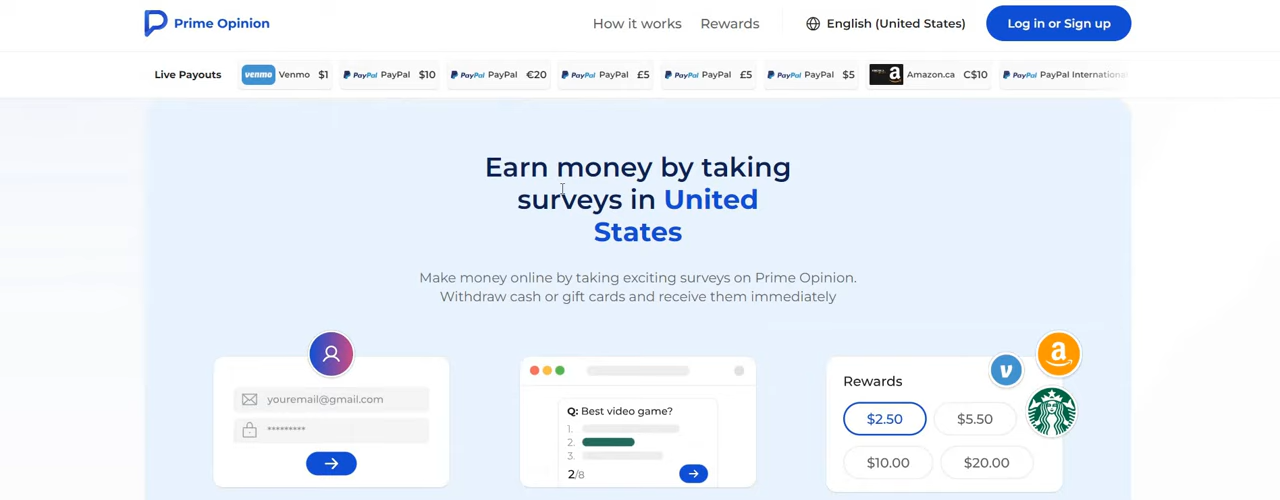 Prime Opinion
How it works
Rewards
English (United States)
Log in or Sign up
Live Payouts
venmo Venmo $1
PayPal PayPal $10
PayPal PayPal €20
PayPal PayPal £5
PayPal PayPal £5
PayPal PayPal $5
a Amazon.ca C$10
PayPal PayPal International
Earn money by taking
surveys in United
States
Make money online by taking exciting surveys on Prime Opinion.
Withdraw cash or gift cards and receive them immediately
youremail@gmail.com
*********
Q: Best video game?
1.
2.
3.
2/8
Rewards
$2.50
$5.50
$10.00
$20.00